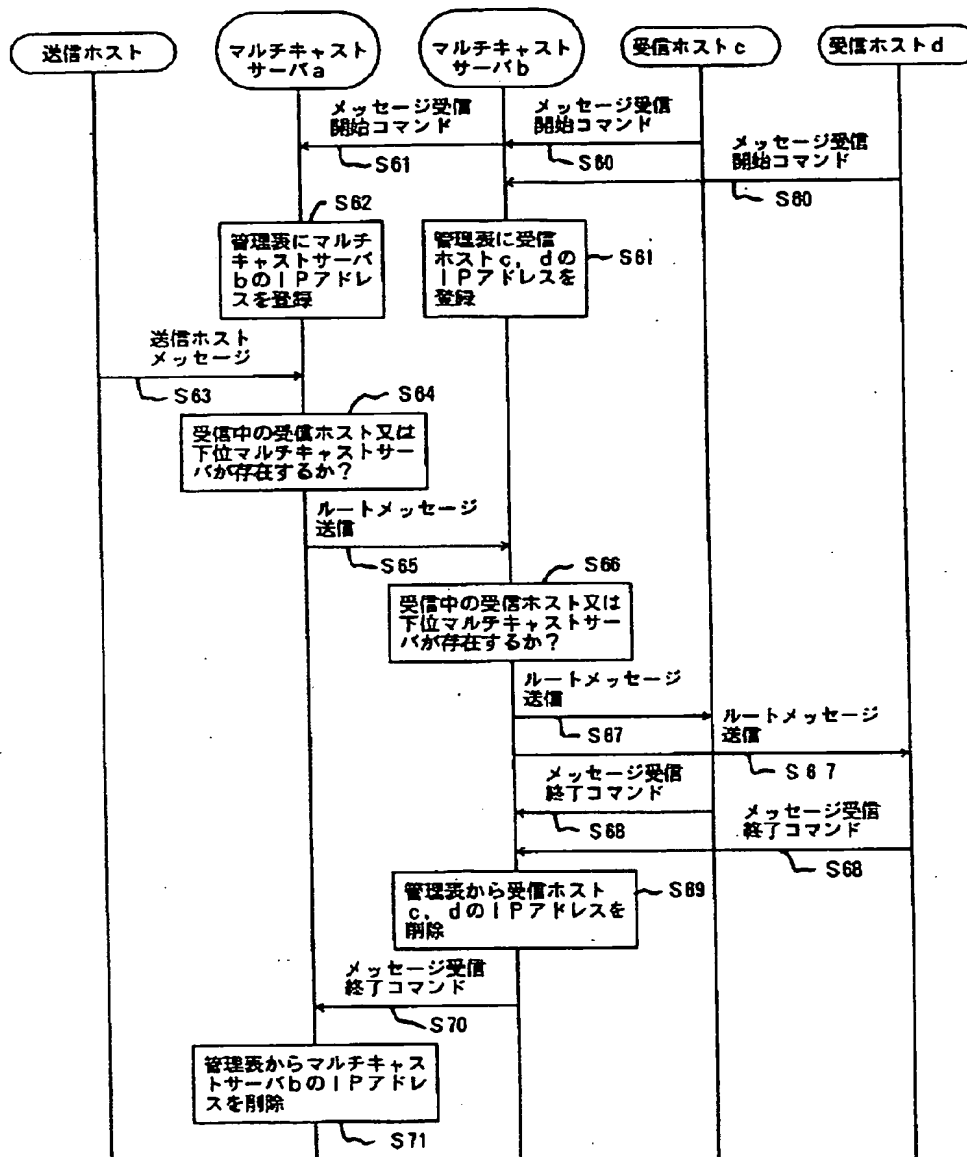 送信ホスト
マルチキャスト
サーバa
マルチキャスト
サーバb
受信ホストc
受信ホストd
メッセージ受信
開始コマンド
S61
メッセージ受信
開始コマンド
S60
メッセージ受信
開始コマンド
S60
S62
管理表にマルチ
キャストサーバ
bのIPアドレ
スを登録
管理表に受信
ホストc，dの
IPアドレスを
登録
S61
送信ホスト
メッセージ
S63
S64
受信中の受信ホスト又は
下位マルチキャストサー
バが存在するか？
ルートメッセージ
送信
S65
S66
受信中の受信ホスト又は
下位マルチキャストサー
バが存在するか？
ルートメッセージ
送信
S67
ルートメッセージ
送信
S67
メッセージ受信
終了コマンド
S68
メッセージ受信
終了コマンド
S68
管理表から受信ホスト
c，dのIPアドレスを
削除
S69
メッセージ受信
終了コマンド
S70
管理表からマルチキャス
トサーバbのIPアドレ
スを削除
S71